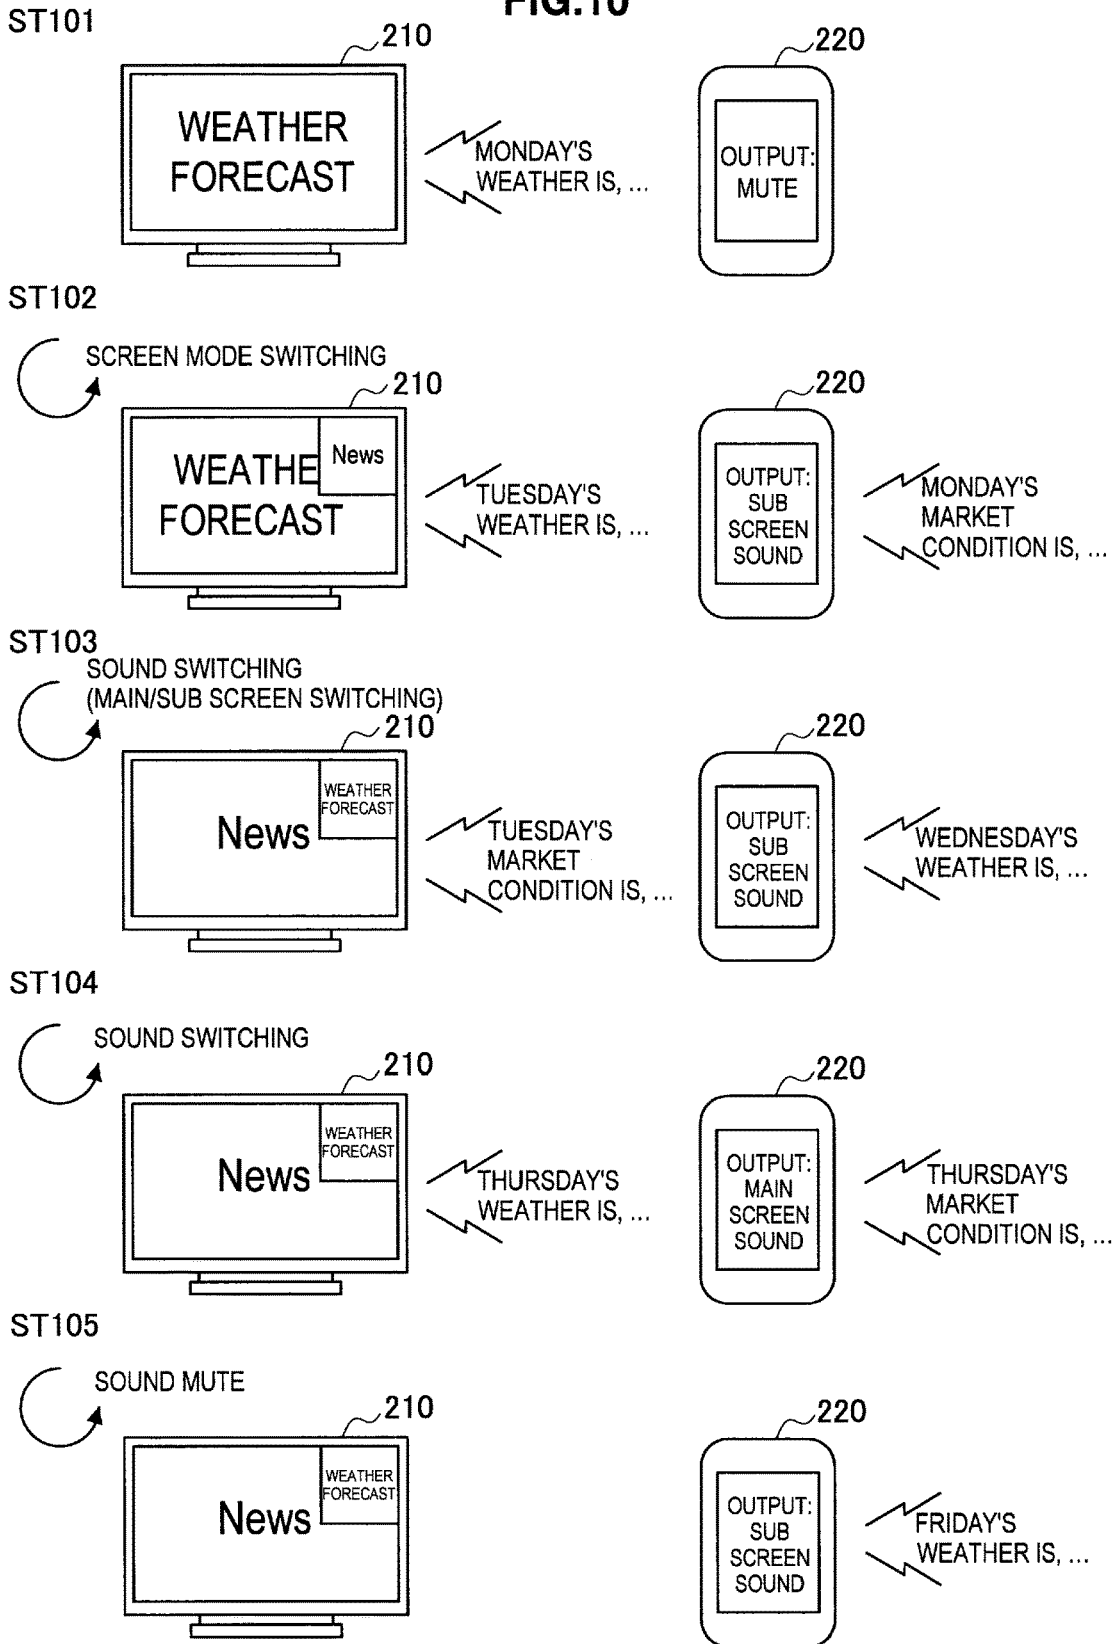 FIG.10
ST101
210
220
WEATHER
FORECAST
MONDAY'S
WEATHER IS, ...
OUTPUT:
MUTE
ST102
SCREEN MODE SWITCHING
210
220
WEATHE
FORECAST
News
TUESDAY'S
WEATHER IS, ...
OUTPUT:
SUB
SCREEN
SOUND
MONDAY'S
MARKET
CONDITION IS, ...
ST103
SOUND SWITCHING
(MAIN/SUB SCREEN SWITCHING)
210
220
News
WEATHER
FORECAST
TUESDAY'S
MARKET
CONDITION IS, ...
OUTPUT:
SUB
SCREEN
SOUND
WEDNESDAY'S
WEATHER IS, ...
ST104
SOUND SWITCHING
210
220
News
WEATHER
FORECAST
THURSDAY'S
WEATHER IS, ...
OUTPUT:
MAIN
SCREEN
SOUND
THURSDAY'S
MARKET
CONDITION IS, ...
ST105
SOUND MUTE
210
220
News
WEATHER
FORECAST
OUTPUT:
SUB
SCREEN
SOUND
FRIDAY'S
WEATHER IS, ...